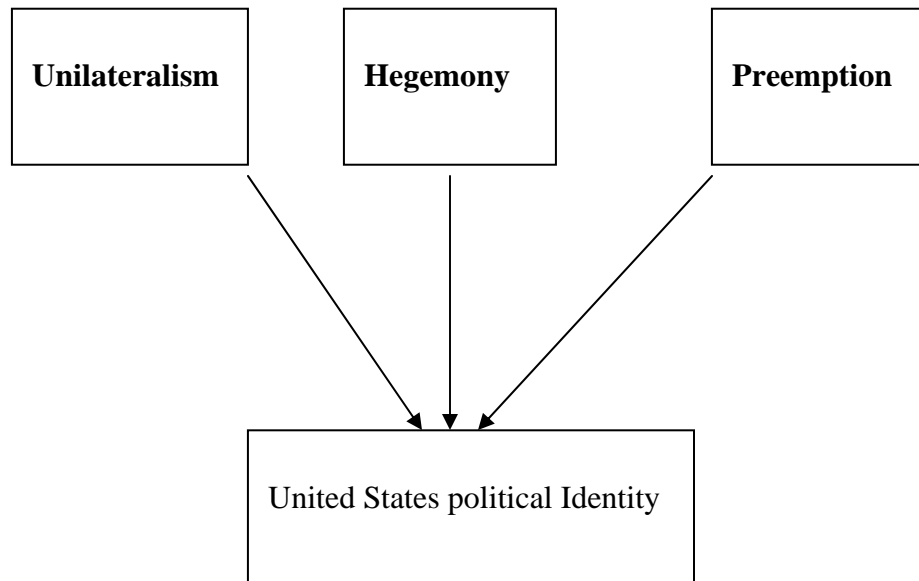 Unilateralism
Hegemony
Preemption
United States political Identity